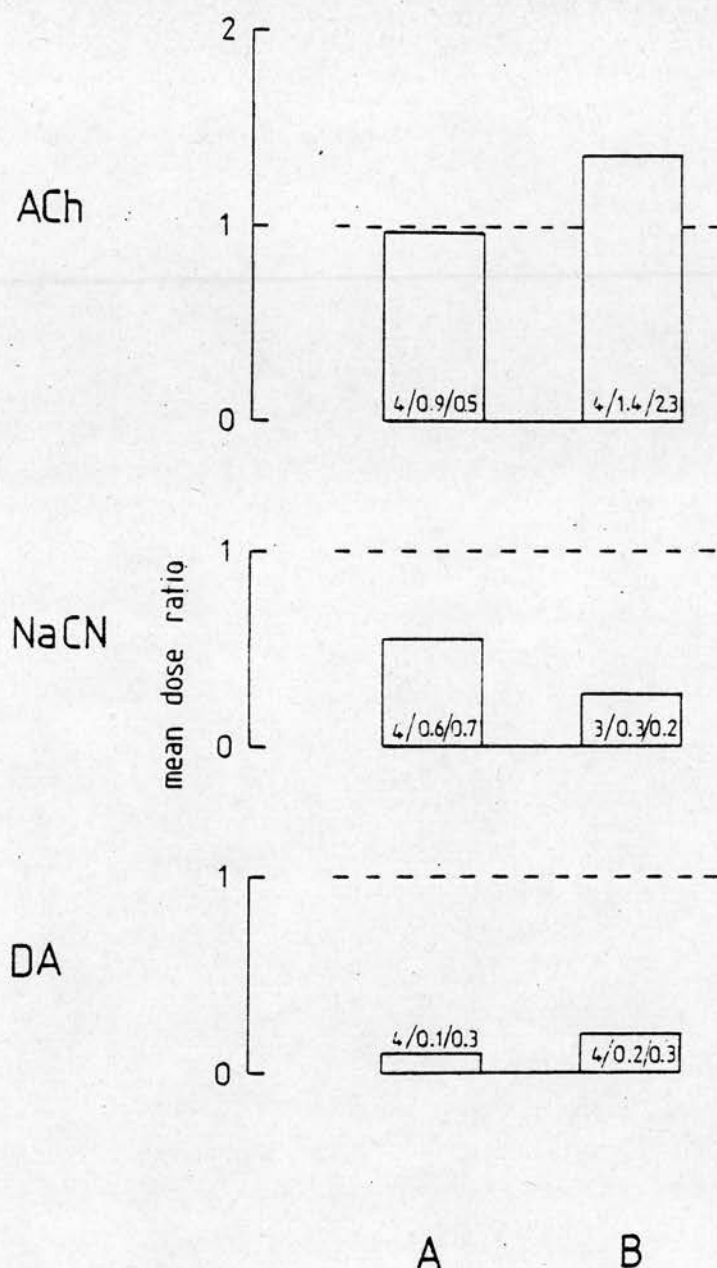 2
ACh
1
4/0.9/0.5
4/1.4/2.3
0
mean dose ratio
1
NaCN
4/0.6/0.7
3/0.3/0.2
0
1
DA
4/0.1/0.3
4/0.2/0.3
0
A
B